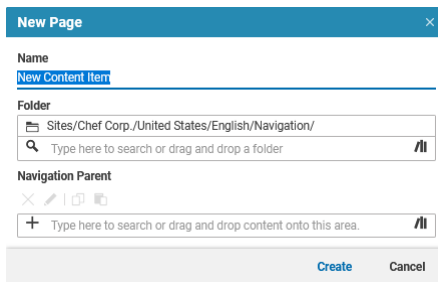 New Page
Name
New Content Item
Folder
Sites/Chef Corp./United States/English/Navigation/
Type here to search or drag and drop a folder
Navigation Parent
Type here to search or drag and drop content onto this area.
Create Cancel